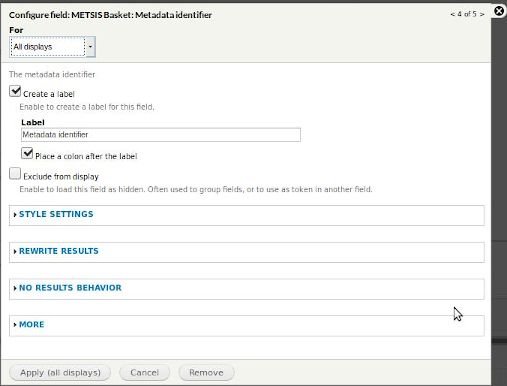 Configure field: METSIS Basket: Metadata identifier
< 4 of 5 >
For
All displays
The metadata identifier
Create a label
Enable to create a label for this field.
Label
Metadata identifier
Place a colon after the label
Exclude from display
Enable to load this field as hidden. Often used to group fields, or to use as token in another field.
STYLE SETTINGS
REWRITE RESULTS
NO RESULTS BEHAVIOR
MORE
Apply (all displays)
Cancel
Remove